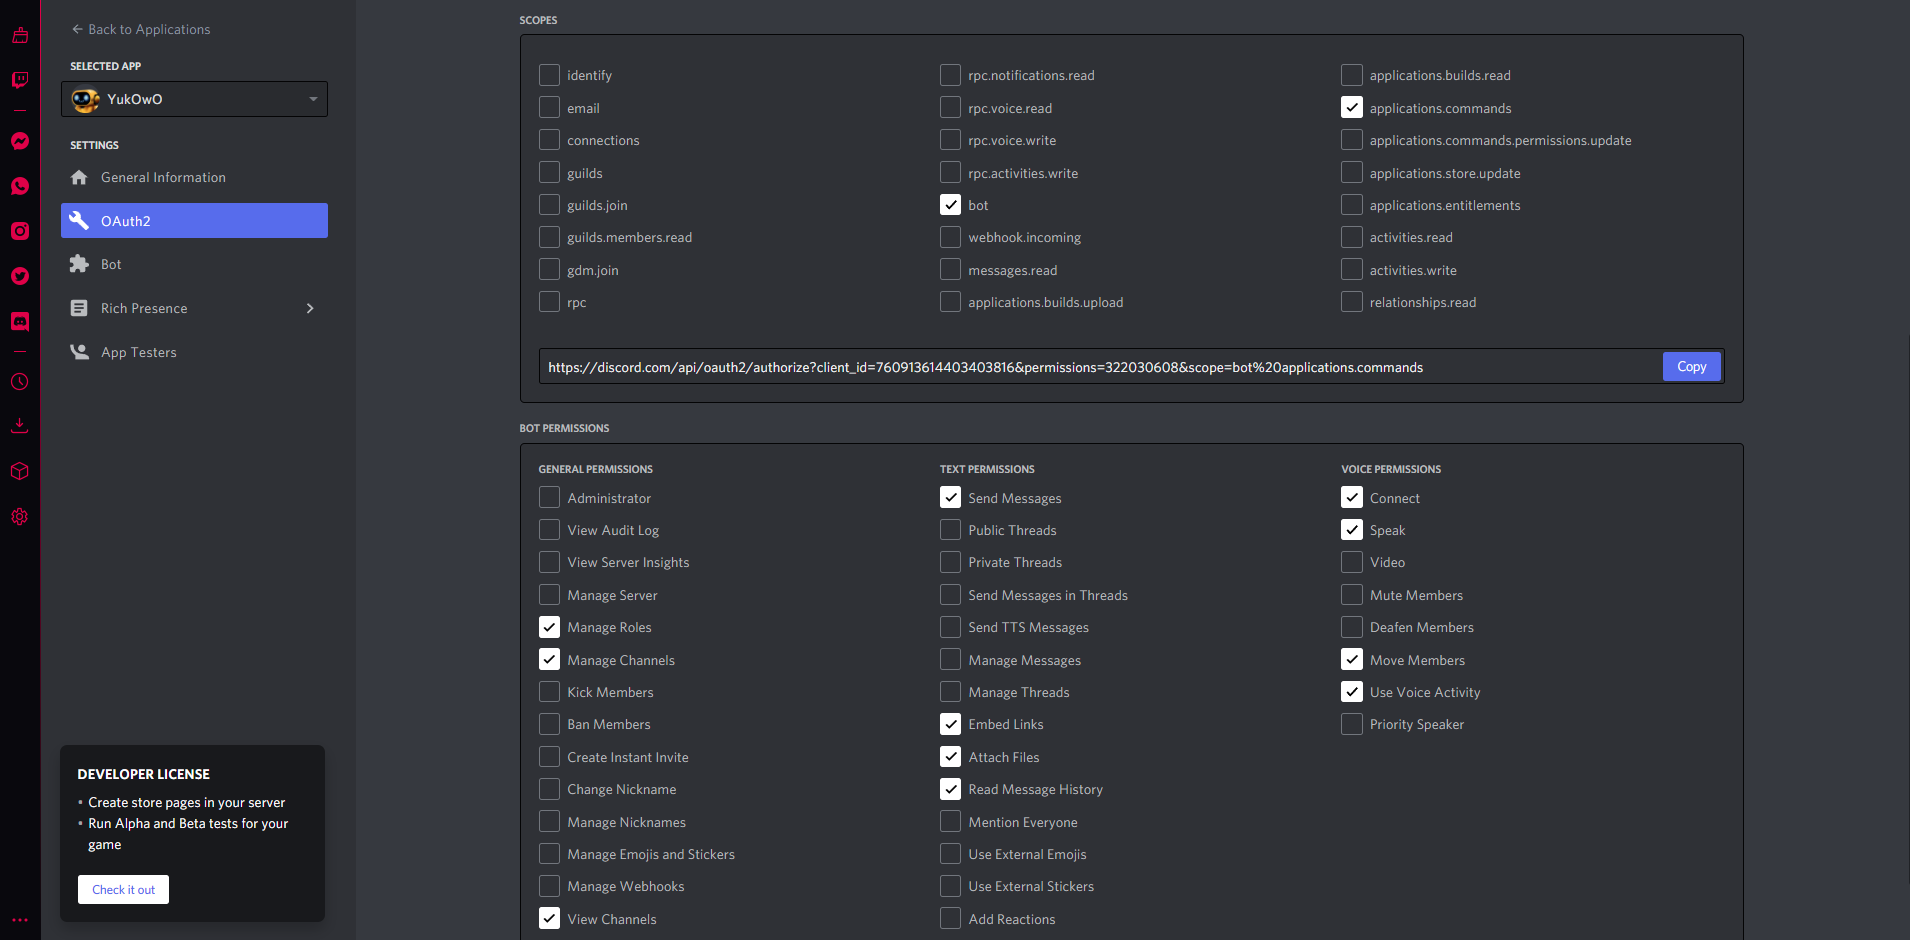 ← Back to Applications
SELECTED APP
YukOwO
SETTINGS
General Information
OAuth2
Bot
Rich Presence
App Testers
DEVELOPER LICENSE
• Create store pages in your server
• Run Alpha and Beta tests for your
game
Check it out
SCOPES
identify
email
connections
guilds
guilds.join
guilds.members.read
gdm.join
rpc
rpc.notifications.read
rpc.voice.read
rpc.voice.write
rpc.activities.write
bot
webhook.incoming
messages.read
applications.builds.upload
applications.builds.read
applications.commands
applications.commands.permissions.update
applications.store.update
applications.entitlements
activities.read
activities.write
relationships.read
https://discord.com/api/oauth2/authorize?client_id=760913614403403816&permissions=322030608&scope=bot%20applications.commands
Copy
BOT PERMISSIONS
GENERAL PERMISSIONS
Administrator
View Audit Log
View Server Insights
Manage Server
Manage Roles
Manage Channels
Kick Members
Ban Members
Create Instant Invite
Change Nickname
Manage Nicknames
Manage Emojis and Stickers
Manage Webhooks
View Channels
TEXT PERMISSIONS
Send Messages
Public Threads
Private Threads
Send Messages in Threads
Send TTS Messages
Manage Messages
Manage Threads
Embed Links
Attach Files
Read Message History
Mention Everyone
Use External Emojis
Use External Stickers
Add Reactions
VOICE PERMISSIONS
Connect
Speak
Video
Mute Members
Deafen Members
Move Members
Use Voice Activity
Priority Speaker